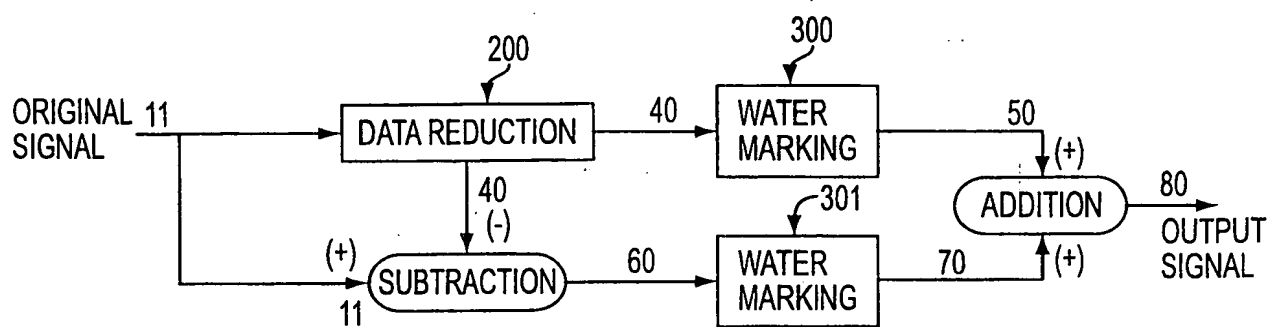 300
200
ORIGINAL
SIGNAL
11
DATA REDUCTION
40
WATER
MARKING
50
(+)
40
(-)
301
ADDITION
80
OUTPUT
SIGNAL
(+)
11
SUBTRACTION
60
WATER
MARKING
70
(+)